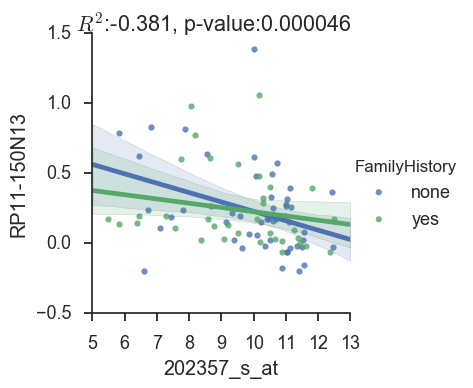 R²:-0.381, p-value:0.000046
1.5
1.0
0.5
0.0
−0.5
RP11-150N13
5 6 7 8 9 10 11 12 13
202357_s_at
FamilyHistory
none
yes